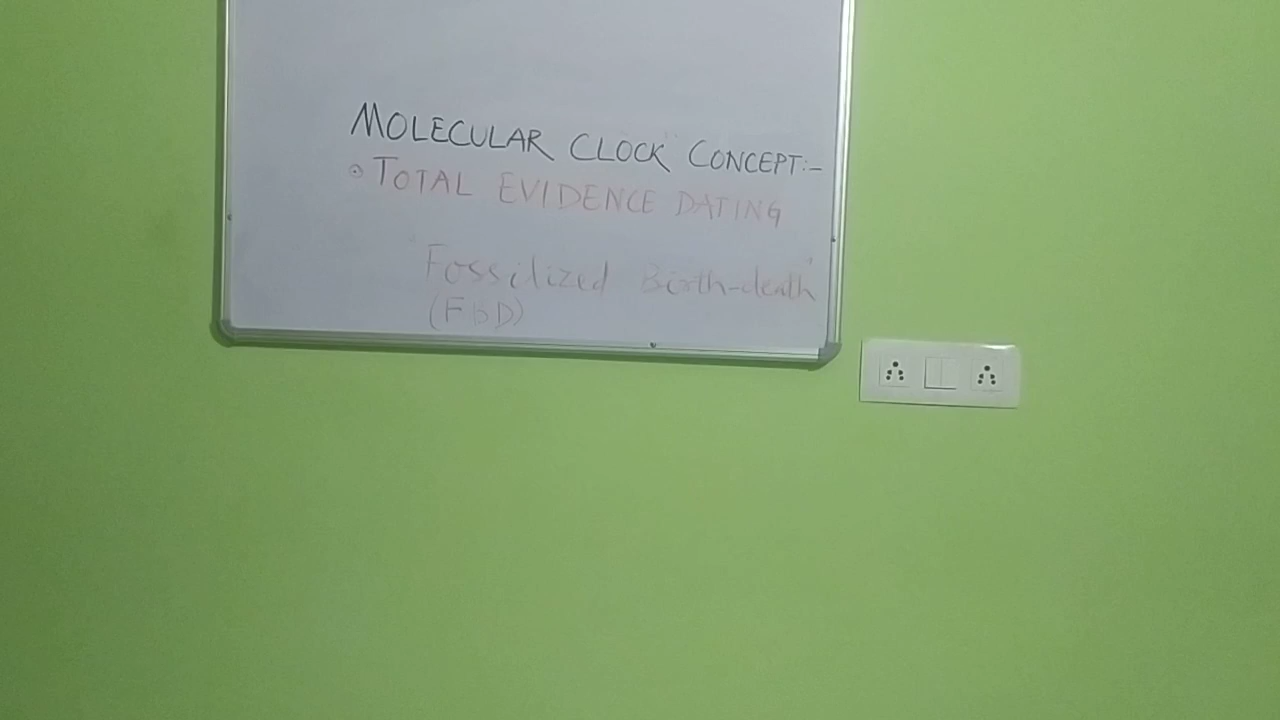 MOLECULAR CLOCK" CONCEPT:-
⊙ TOTAL EVIDENCE DATING
"Fossilized Birth-death"
(FBD)